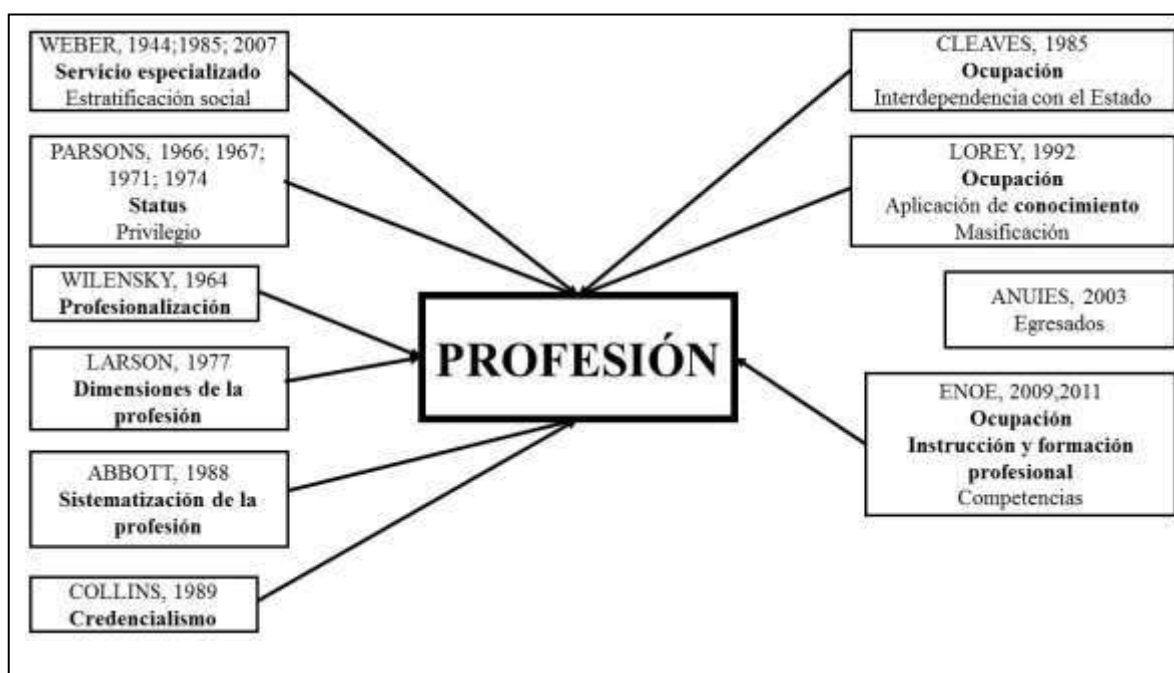 WEBER, 1944;1985; 2007
Servicio especializado
Estratificación social
PARSONS, 1966; 1967;
1971; 1974
Status
Privilegio
WILENSKY, 1964
Profesionalización
LARSON, 1977
Dimensiones de la
profesión
ABBOTT, 1988
Sistematización de la
profesión
COLLINS, 1989
Credencialismo
PROFESIÓN
CLEAVES, 1985
Ocupación
Interdependencia con el Estado
LOREY, 1992
Ocupación
Aplicación de conocimiento
Masificación
ANUIES, 2003
Egresados
ENOE, 2009,2011
Ocupación
Instrucción y formación
profesional
Competencias